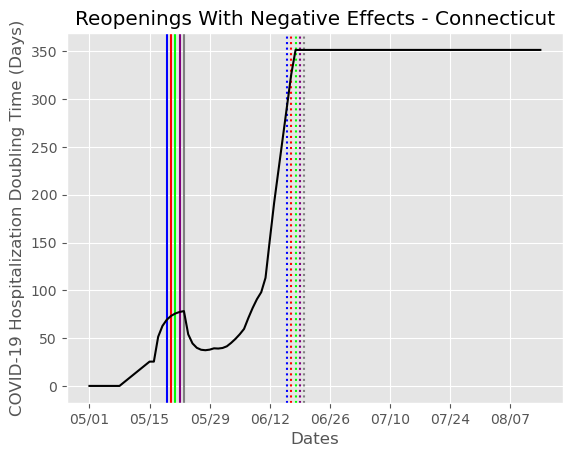 Reopenings With Negative Effects - Connecticut
COVID-19 Hospitalization Doubling Time (Days)
350
300
250
200
150
100
50
0
05/01 05/15 05/29 06/12 06/26 07/10 07/24 08/07
Dates